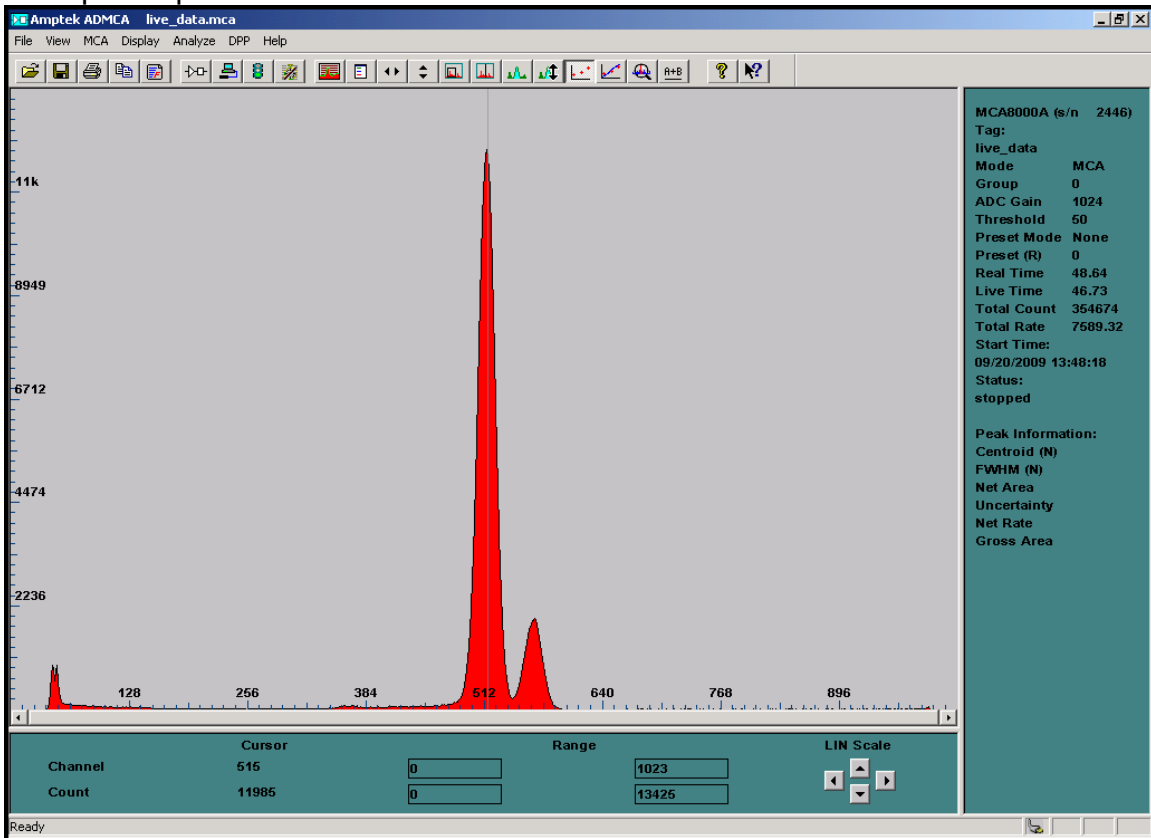 Amptek ADMCA live_data.mca
File View MCA Display Analyze DPP Help
A+B
11k
8949
6712
4474
2236
128 256 384 512 640 768 896
MCA8000A (s/n 2446)
Tag:
live_data
Mode MCA
Group 0
ADC Gain 1024
Threshold 50
Preset Mode None
Preset (R) 0
Real Time 48.64
Live Time 46.73
Total Count 354674
Total Rate 7589.32
Start Time:
09/20/2009 13:48:18
Status:
stopped
Peak Information:
Centroid (N)
FWHM (N)
Net Area
Uncertainty
Net Rate
Gross Area
Cursor Range LIN Scale
Channel 515 0 1023
Count 11985 0 13425
Ready